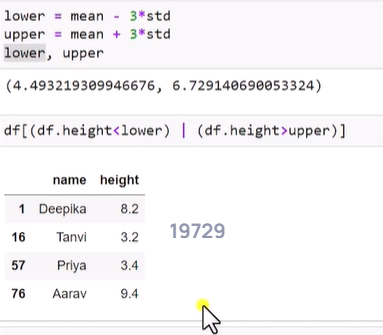 lower = mean - 3*std
upper = mean + 3*std
lower, upper
(4.493219309946676, 6.729140690053324)
df[(df.height<lower) | (df.height>upper)]
name height
1 Deepika 8.2
16 Tanvi 3.2
57 Priya 3.4
76 Aarav 9.4
19729